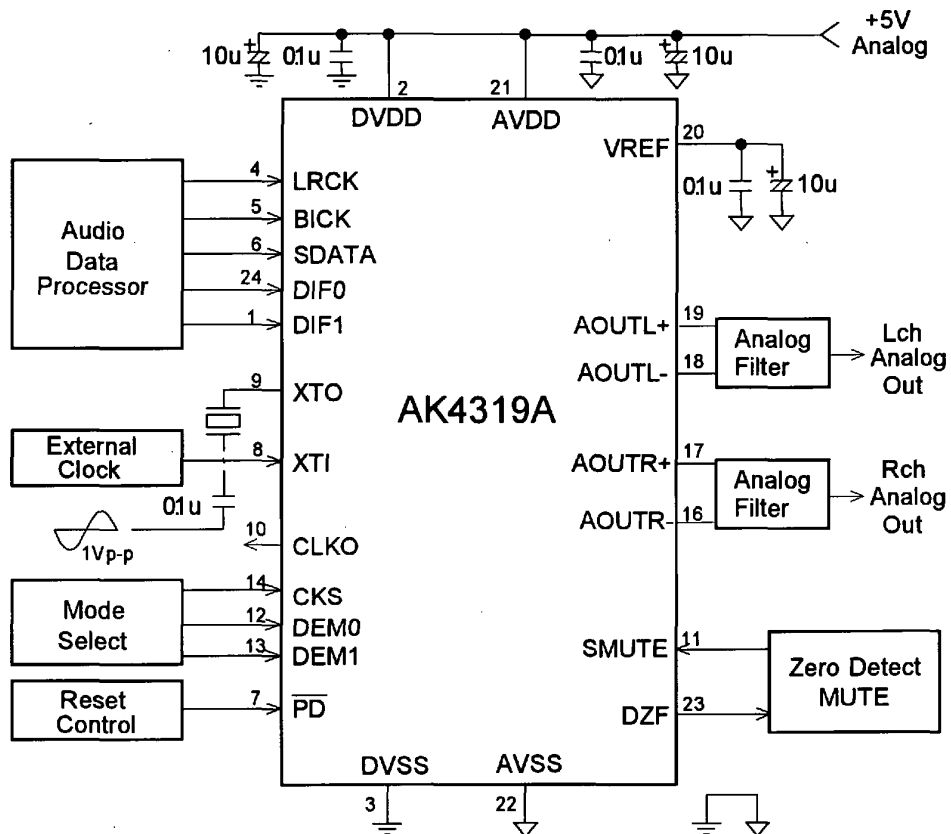 +5V
Analog
10u
0.1u
0.1u
10u
2
21
DVDD
AVDD
VREF
20
0.1u
10u
Audio
Data
Processor
4
LRCK
5
BICK
6
SDATA
24
DIF0
1
DIF1
AOUTL+
19
AOUTL-
18
Analog
Filter
Lch
Analog
Out
9
XTO
AK4319A
External
Clock
8
XTI
0.1u
1Vp-p
10
CLKO
AOUTR+
17
AOUTR-
16
Analog
Filter
Rch
Analog
Out
Mode
Select
14
CKS
12
DEM0
13
DEM1
Reset
Control
7
PD
SMUTE
11
DZF
23
Zero Detect
MUTE
DVSS
AVSS
3
22